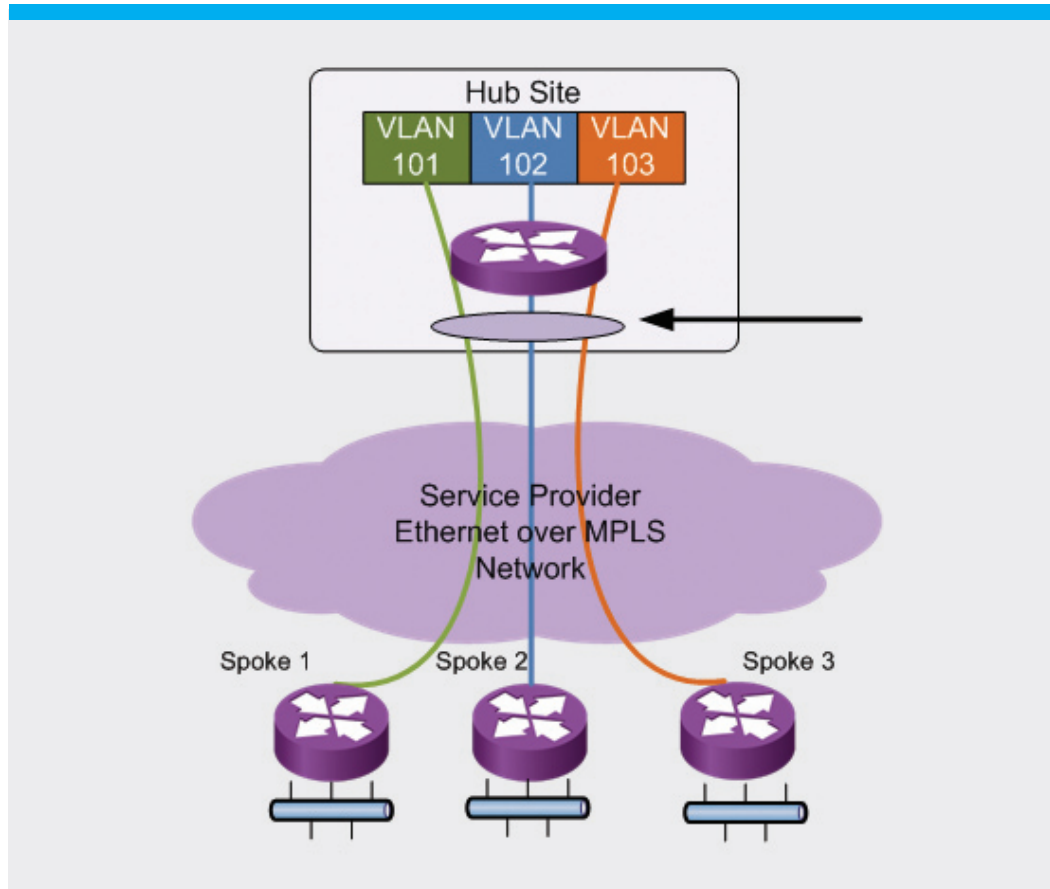 Hub Site
VLAN 101
VLAN 102
VLAN 103
Service Provider
Ethernet over MPLS
Network
Spoke 1
Spoke 2
Spoke 3